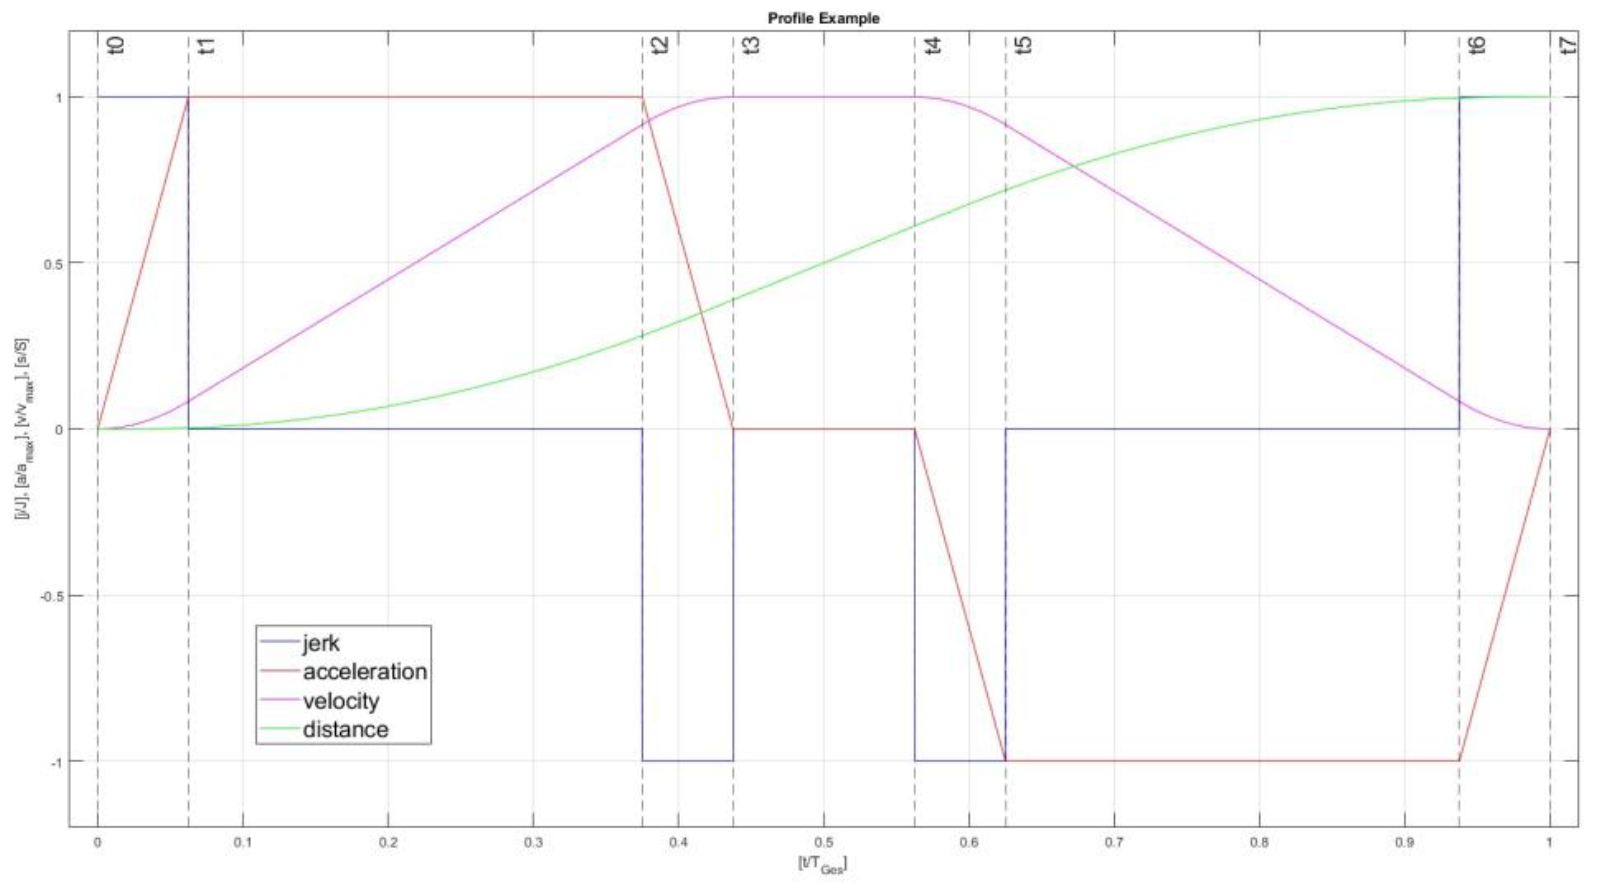 Profile Example
t0
t1
t2
t3
t4
t5
t6
t7
1
0.5
0
-0.5
-1
[j/J], [a/a_max], [v/v_max], [s/S]
jerk
acceleration
velocity
distance
0
0.1
0.2
0.3
0.4
0.5
0.6
0.7
0.8
0.9
1
[t/T_Ges]